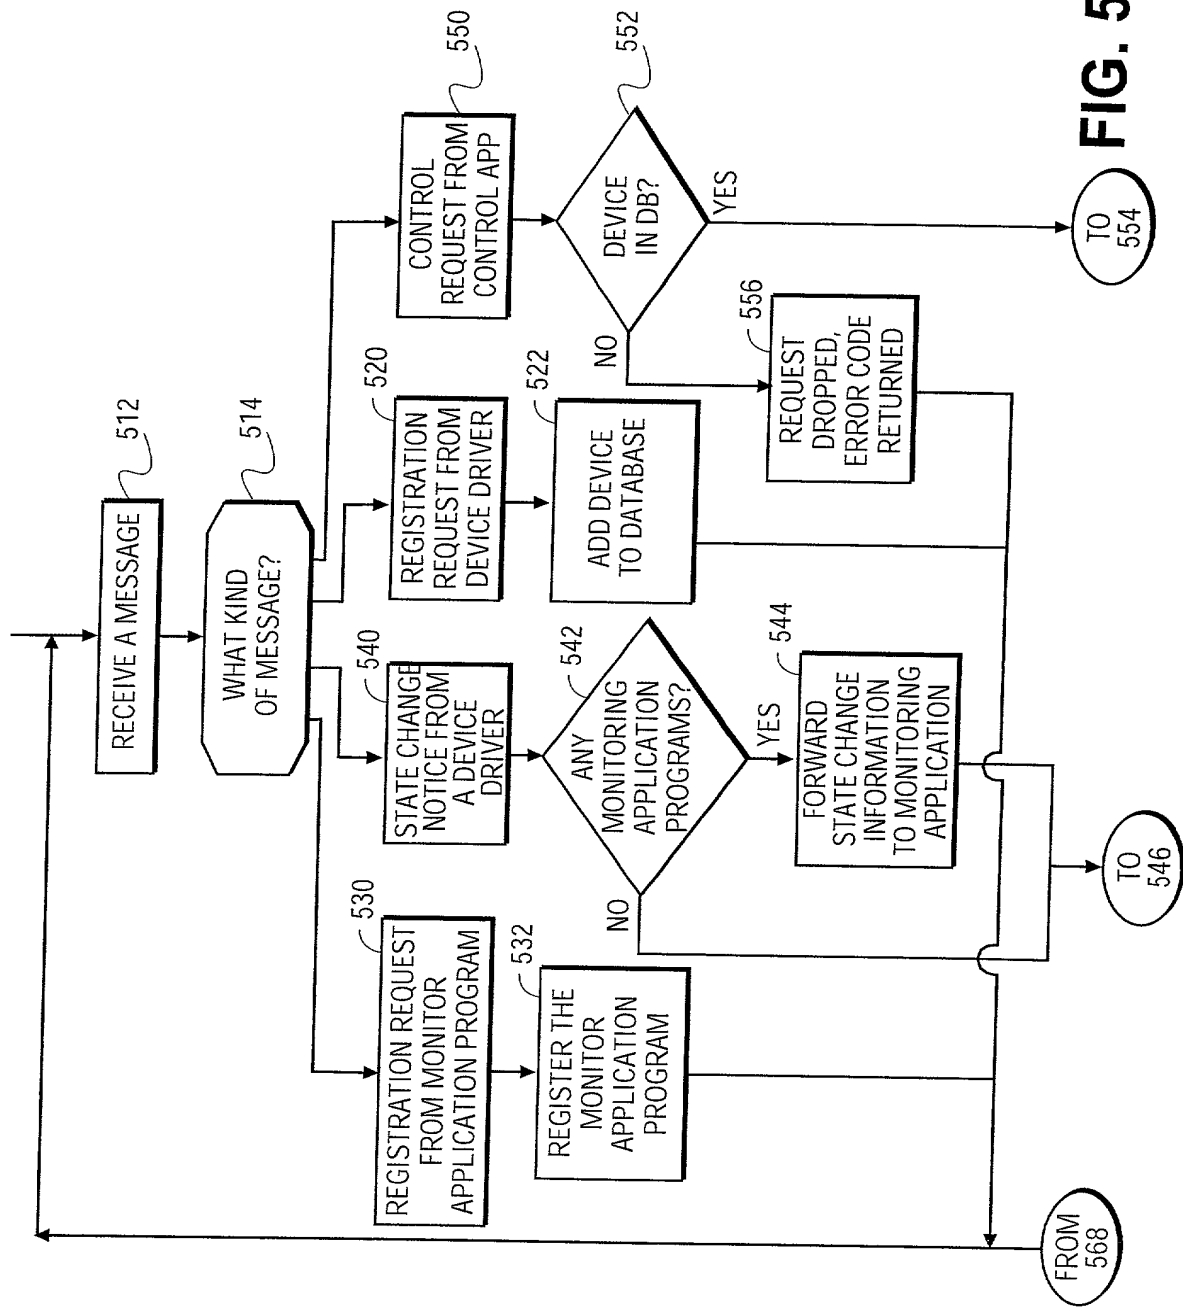 RECEIVE A MESSAGE
512
WHAT KIND
OF MESSAGE?
514
530
REGISTRATION REQUEST
FROM MONITOR
APPLICATION PROGRAM
540
STATE CHANGE
NOTICE FROM
A DEVICE
DRIVER
520
REGISTRATION
REQUEST FROM
DEVICE DRIVER
550
CONTROL
REQUEST FROM
CONTROL APP
532
REGISTER THE
MONITOR
APPLICATION
PROGRAM
542
ANY
MONITORING
APPLICATION
PROGRAMS?
NO
YES
522
ADD DEVICE
TO DATABASE
552
DEVICE
IN DB?
NO
YES
544
FORWARD
STATE CHANGE
INFORMATION
TO MONITORING
APPLICATION
556
REQUEST
DROPPED,
ERROR CODE
RETURNED
FROM
568
TO
546
TO
554
FIG. 5